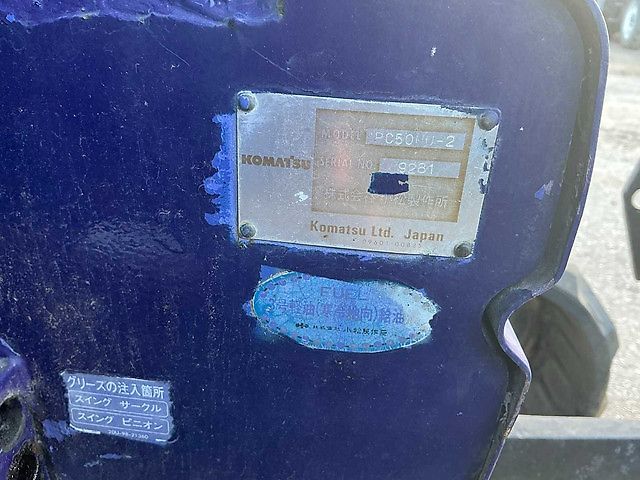 KOMATSU
MODEL PC50UU-2
SERIAL NO. 9281
株式会社 小松製作所
Komatsu Ltd. Japan
FUEL
3号軽油(寒冷地向)給油
株式会社 小松製作所
グリースの注入箇所
スイング サークル
スイング ピニオン
20U-98-21360